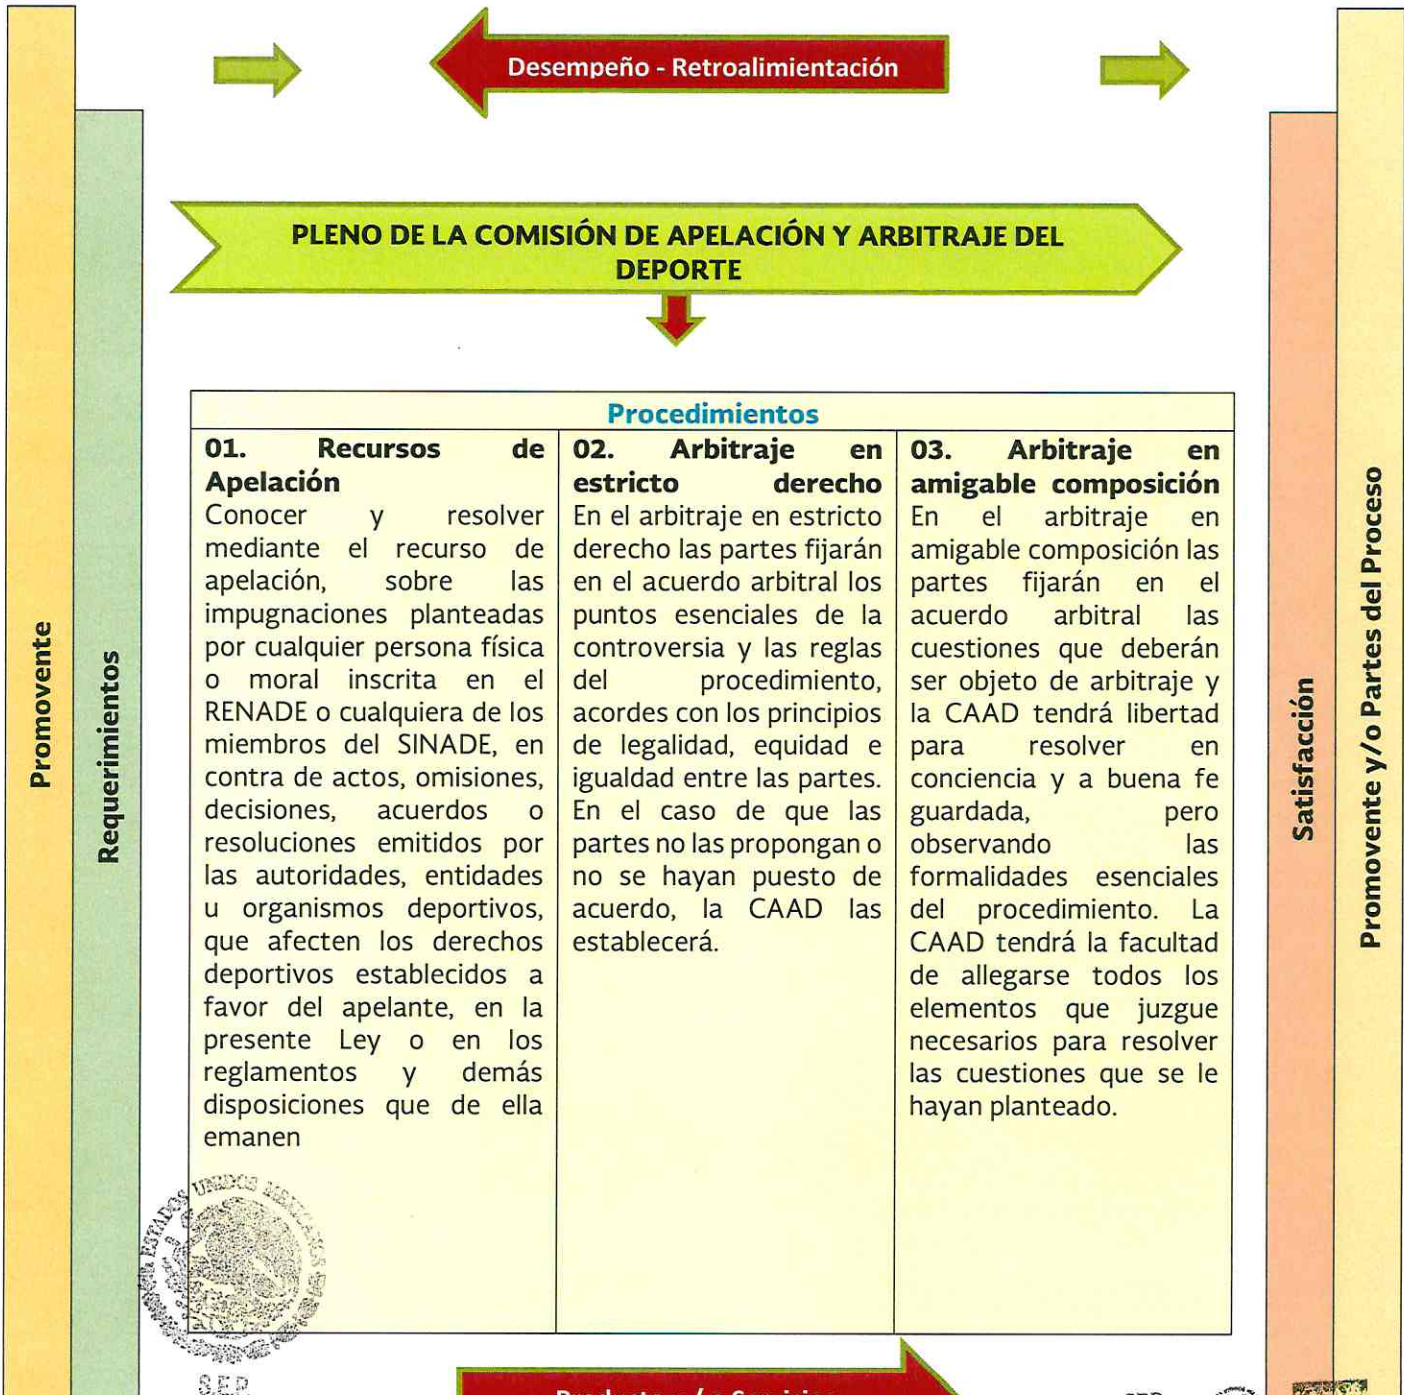 Desempeño - Retroalimientación
PLENO DE LA COMISIÓN DE APELACIÓN Y ARBITRAJE DEL
DEPORTE
Promovente
Requerimientos
Procedimientos
01. Recursos de
Apelación
Conocer y resolver
mediante el recurso de
apelación, sobre las
impugnaciones planteadas
por cualquier persona física
o moral inscrita en el
RENADE o cualquiera de los
miembros del SINADE, en
contra de actos, omisiones,
decisiones, acuerdos o
resoluciones emitidos por
las autoridades, entidades
u organismos deportivos,
que afecten los derechos
deportivos establecidos a
favor del apelante, en la
presente Ley o en los
reglamentos y demás
disposiciones que de ella
emanen
02. Arbitraje en
estricto derecho
En el arbitraje en estricto
derecho las partes fijarán
en el acuerdo arbitral los
puntos esenciales de la
controversia y las reglas
del procedimiento,
acordes con los principios
de legalidad, equidad e
igualdad entre las partes.
En el caso de que las
partes no las propongan o
no se hayan puesto de
acuerdo, la CAAD las
establecerá.
03. Arbitraje en
amigable composición
En el arbitraje en
amigable composición las
partes fijarán en el
acuerdo arbitral las
cuestiones que deberán
ser objeto de arbitraje y
la CAAD tendrá libertad
para resolver en
conciencia y a buena fe
guardada, pero
observando las
formalidades esenciales
del procedimiento. La
CAAD tendrá la facultad
de allegarse todos los
elementos que juzgue
necesarios para resolver
las cuestiones que se le
hayan planteado.
Satisfacción
Promovente y/o Partes del Proceso
ESTADOS UNIDOS MEXICANOS
S.E.P.